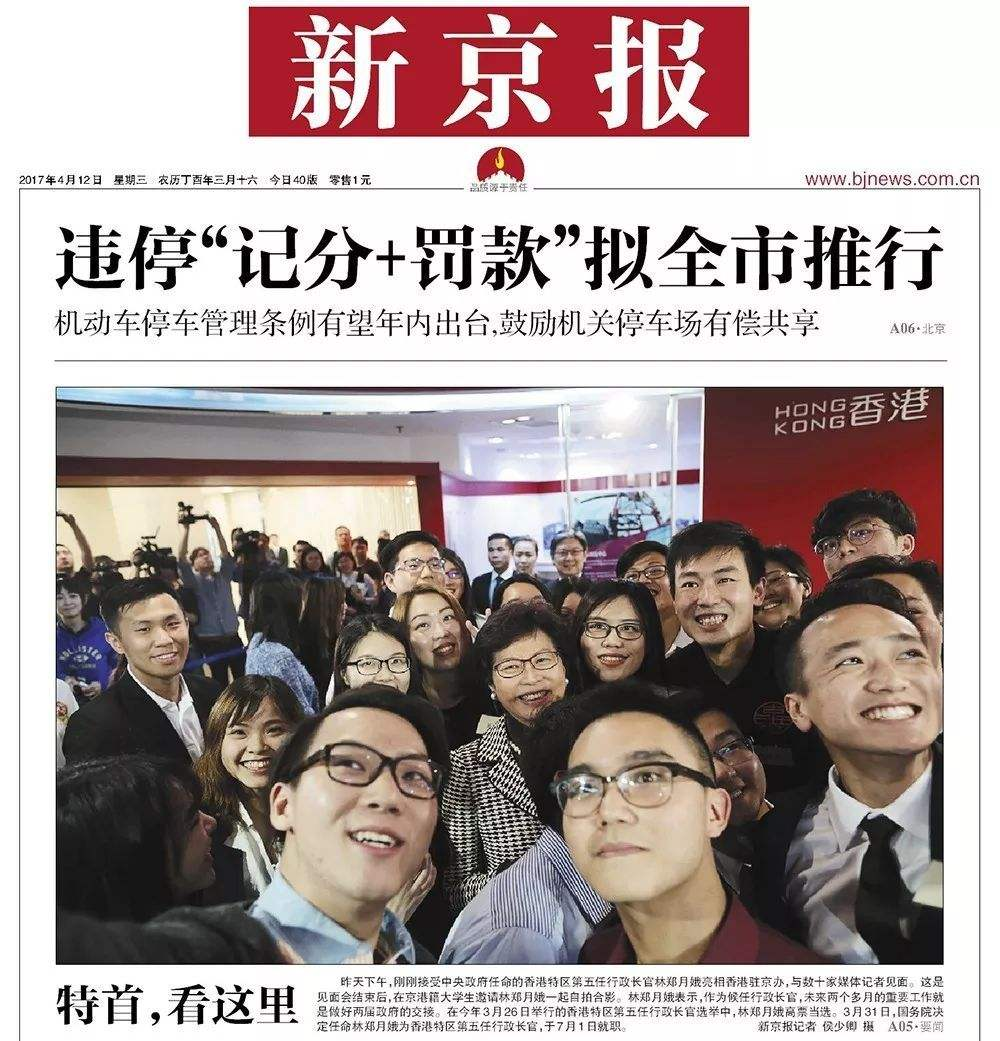 新京报
2017年4月12日 星期三 农历丁酉年三月十六 今日40版 零售1元
品质源于责任
www.bjnews.com.cn
违停“记分+罚款”拟全市推行
机动车停车管理条例有望年内出台,鼓励机关停车场有偿共享
A06·北京
HONG KONG 香港
HOLLISTER
CALIFORNIA
特首,看这里
昨天下午,刚刚接受中央政府任命的香港特区第五任行政长官林郑月娥亮相香港驻京办,与数十家媒体记者见面。这是
见面会结束后,在京港籍大学生邀请林郑月娥一起自拍合影。林郑月娥表示,作为候任行政长官,未来两个多月的重要工作就
是做好两届政府的交接。在今年3月26日举行的香港特区第五任行政长官选举中,林郑月娥高票当选。3月31日,国务院决
定任命林郑月娥为香港特区第五任行政长官,于7月1日就职。
新京报记者 侯少卿 摄 A05·要闻